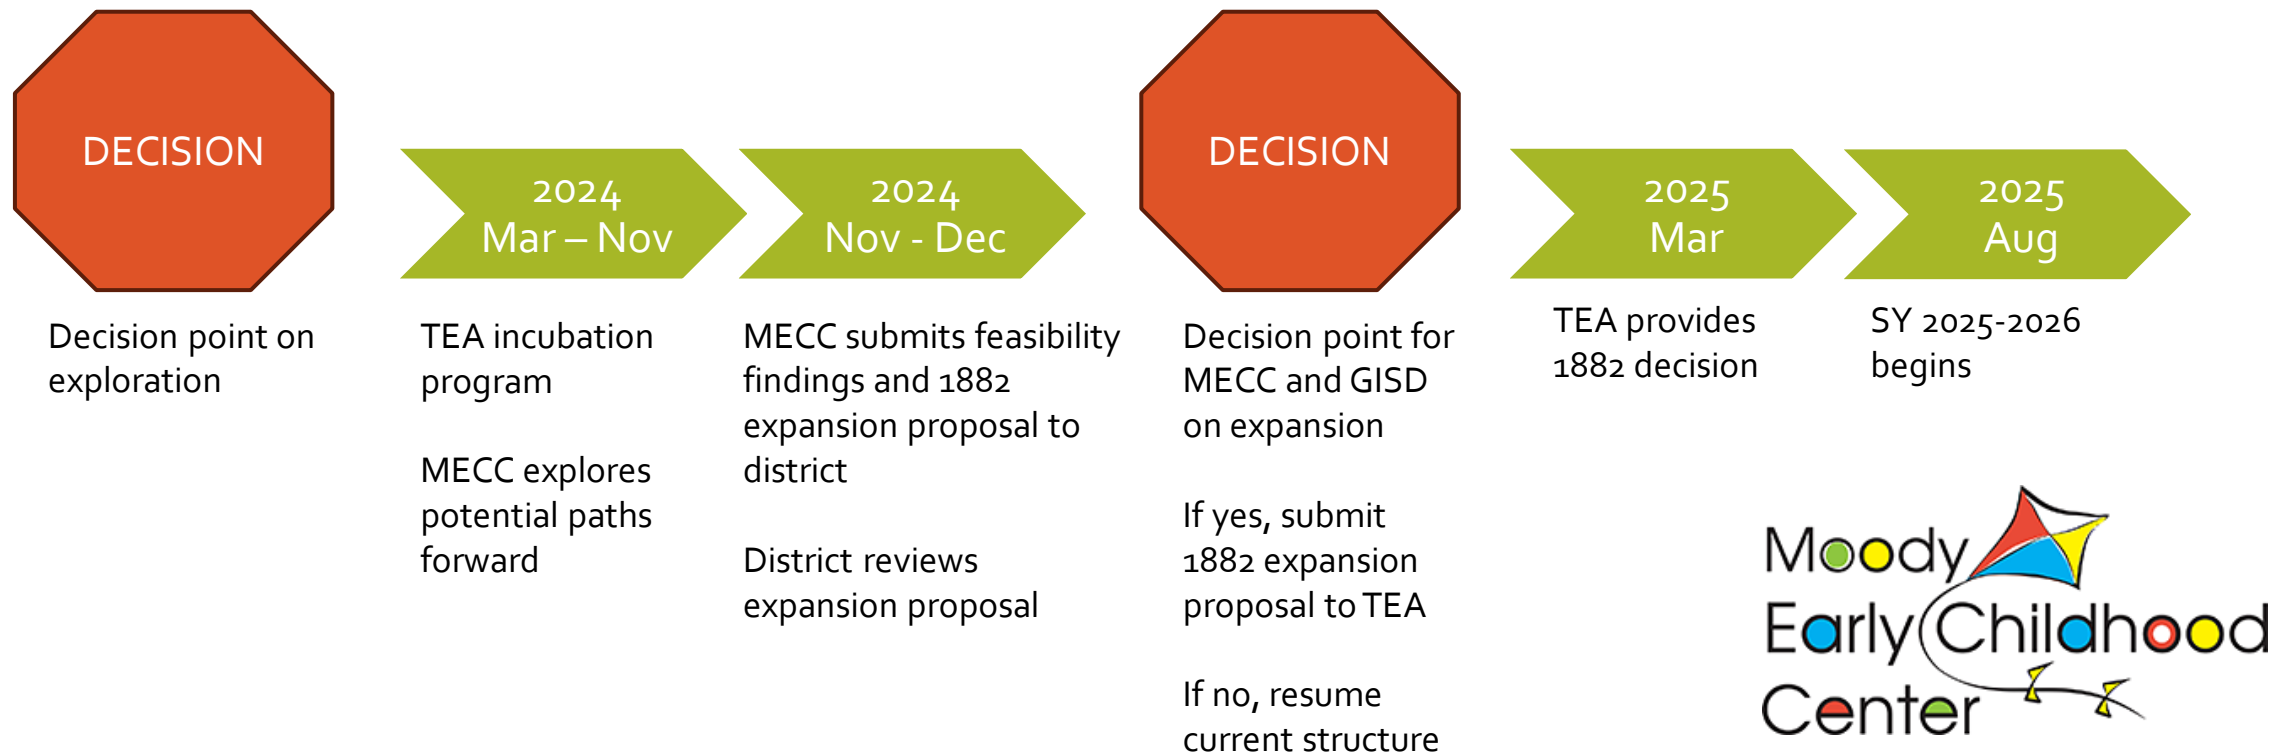 DECISION
Decision point on
exploration
2024
Mar – Nov
TEA incubation
program
MECC explores
potential paths
forward
2024
Nov - Dec
MECC submits feasibility
findings and 1882
expansion proposal to
district
District reviews
expansion proposal
DECISION
Decision point for
MECC and GISD
on expansion
If yes, submit
1882 expansion
proposal to TEA
If no, resume
current structure
2025
Mar
TEA provides
1882 decision
2025
Aug
SY 2025-2026
begins
Moody
Early Childhood
Center